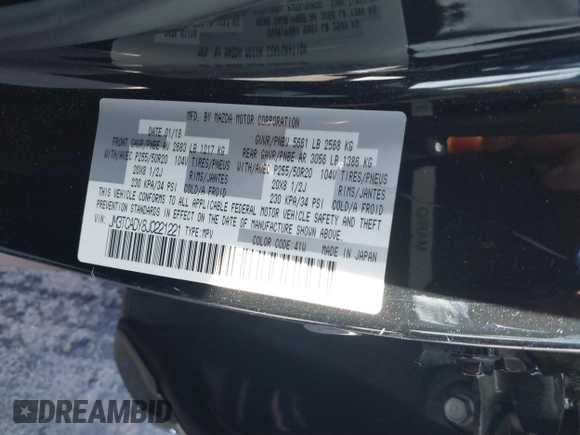 MFD. BY MAZDA MOTOR CORPORATION
DATE 01/18 GVWR/PNBV 5661 LB 2568 KG
FRONT GAWR/PNBE AV 2683 LB 1217 KG REAR GAWR/PNBE AR 3056 LB 1386 KG
WITH/AVEC P255/50R20 104V TIRES/PNEUS WITH/AVEC P255/50R20 104V TIRES/PNEUS
20X8 1/2J RIMS/JANTES 20X8 1/2J RIMS/JANTES
230 KPA/34 PSI COLD/A FROID 230 KPA/34 PSI COLD/A FROID
THIS VEHICLE CONFORMS TO ALL APPLICABLE FEDERAL MOTOR VEHICLE SAFETY AND THEFT
PREVENTION STANDARDS IN EFFECT ON THE DATE OF MANUFACTURE SHOWN ABOVE.
VIN: JM3TCADY8J0221221 TYPE:MPV
COLOR CODE 41V MADE IN JAPAN
DREAMBID